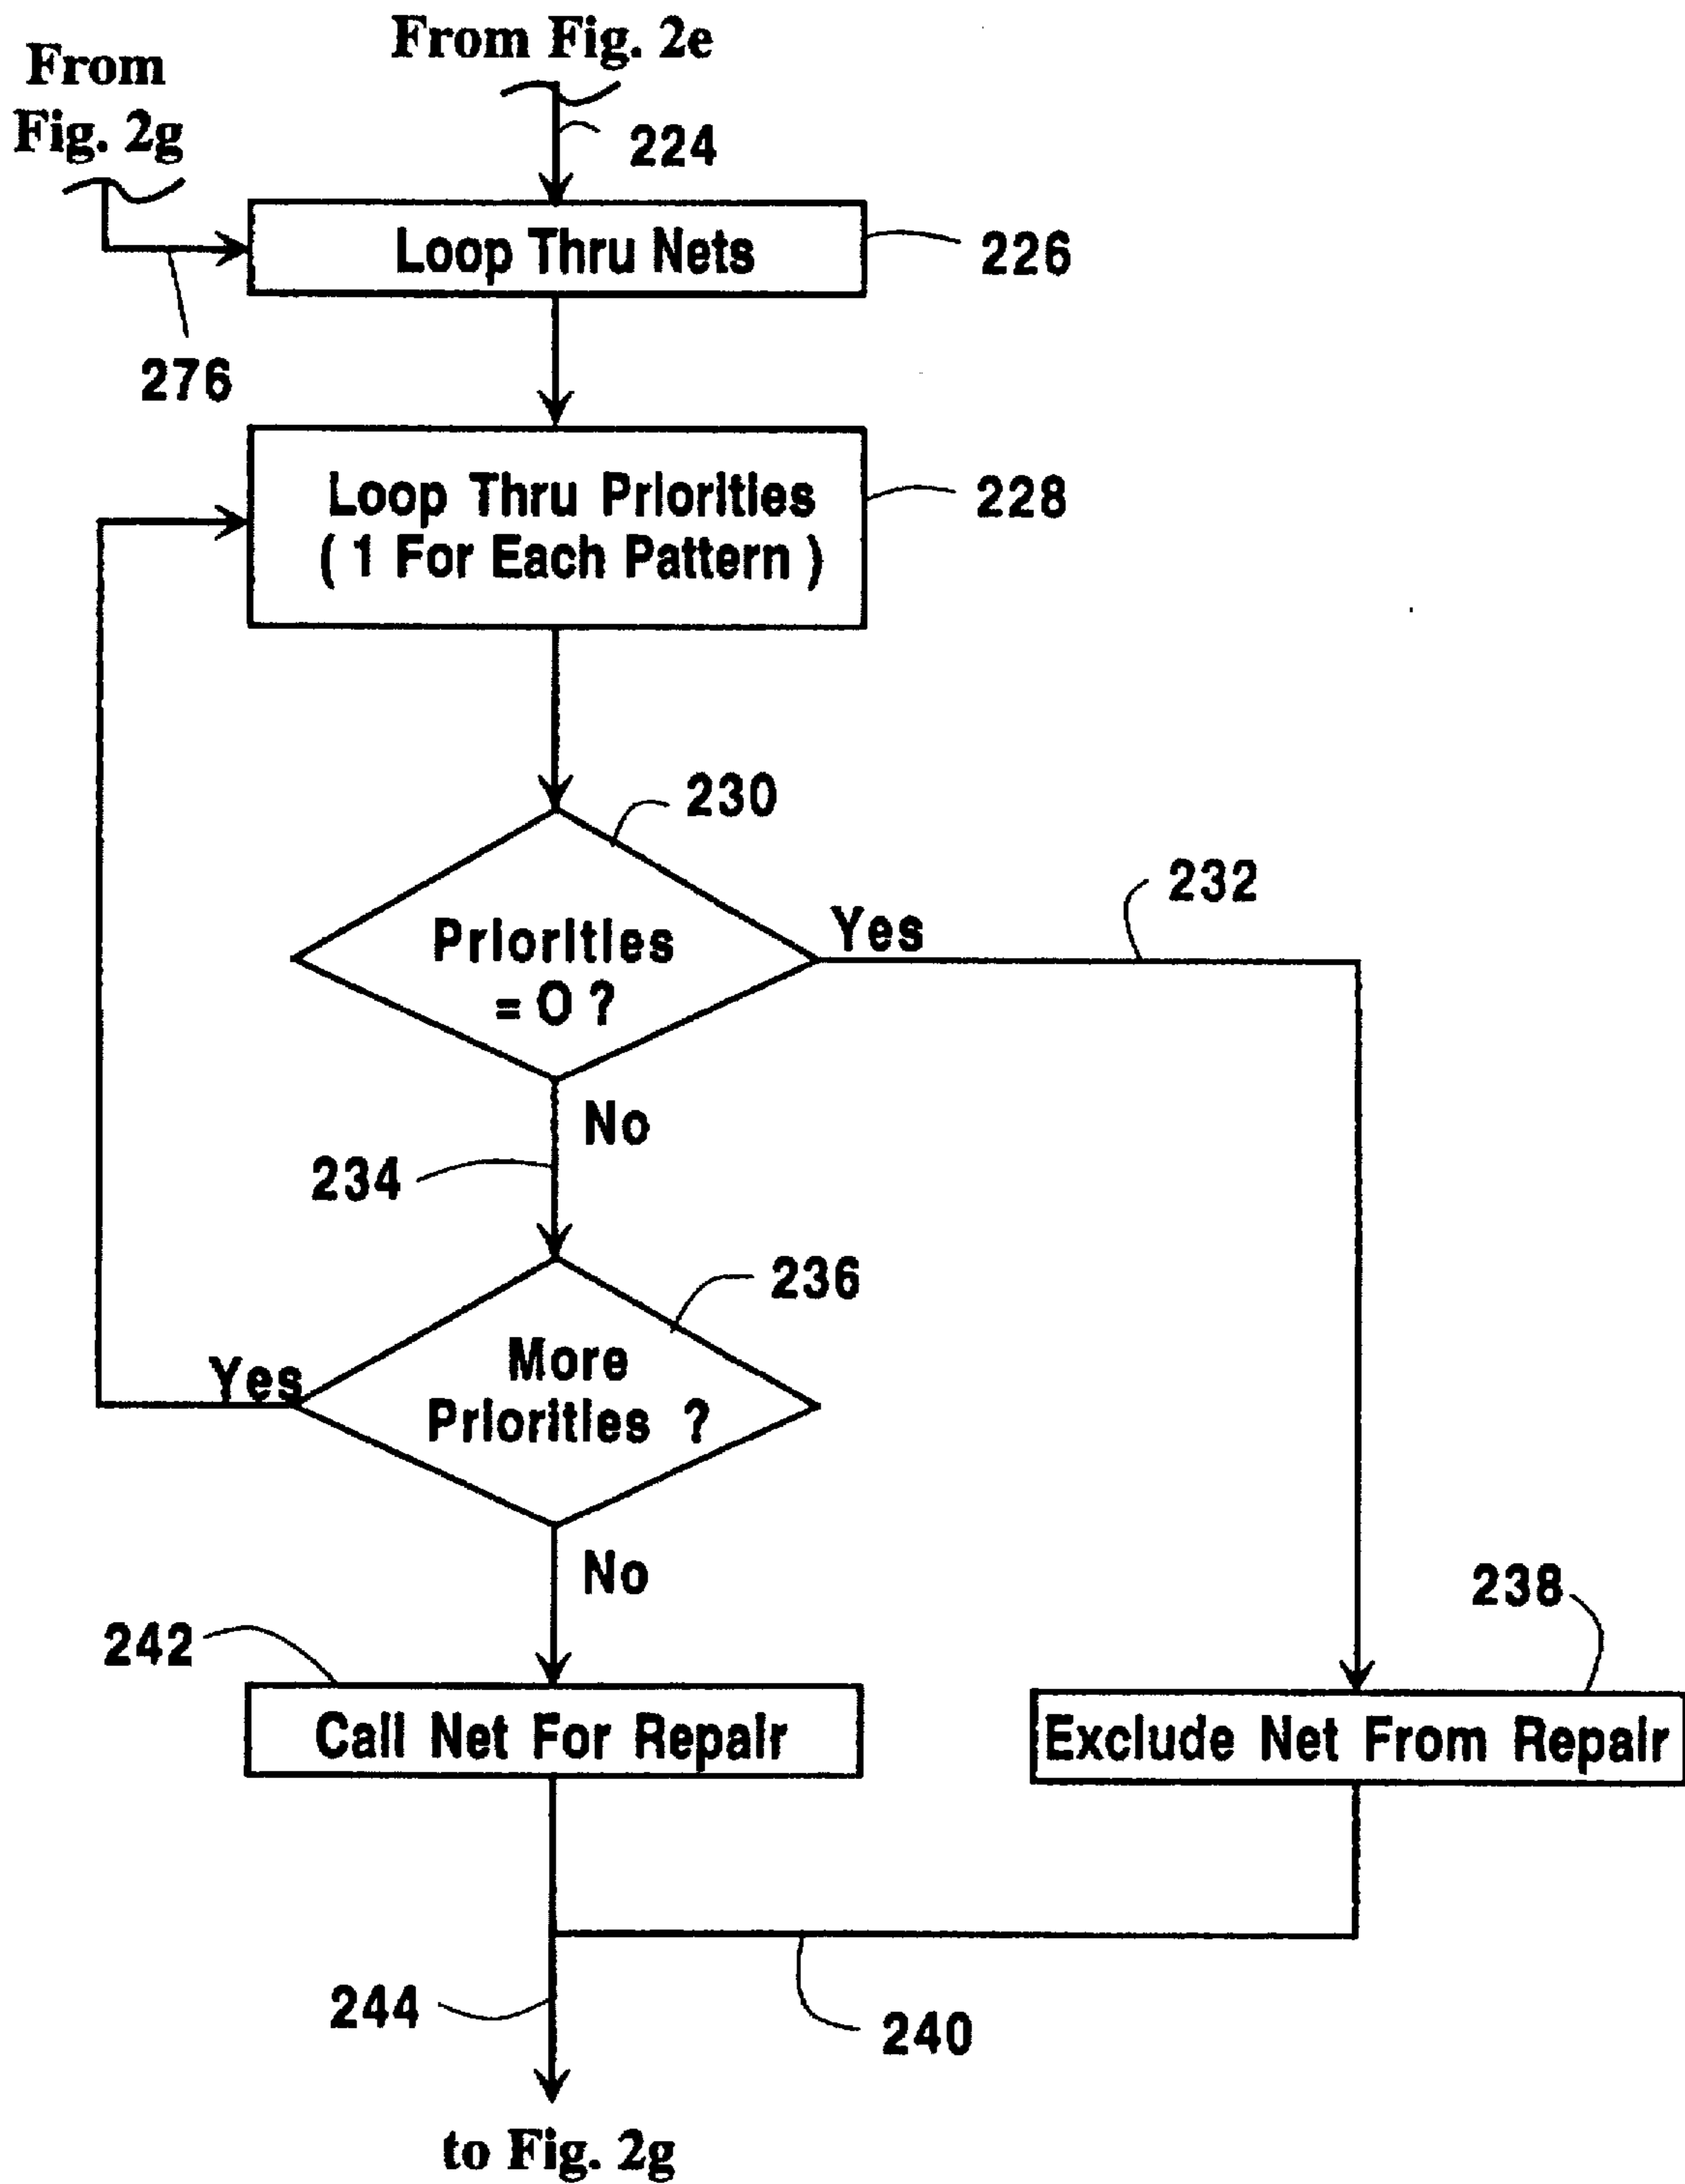 From Fig. 2e
From
Fig. 2g
224
Loop Thru Nets
226
276
Loop Thru Priorities
( 1 For Each Pattern )
228
230
232
Priorities
= 0 ?
Yes
No
234
236
More
Priorities ?
Yes
No
238
242
Call Net For Repair
Exclude Net From Repair
244
240
to Fig. 2g